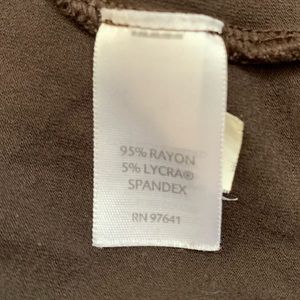 95% RAYON
5% LYCRA®
SPANDEX
RN 97641